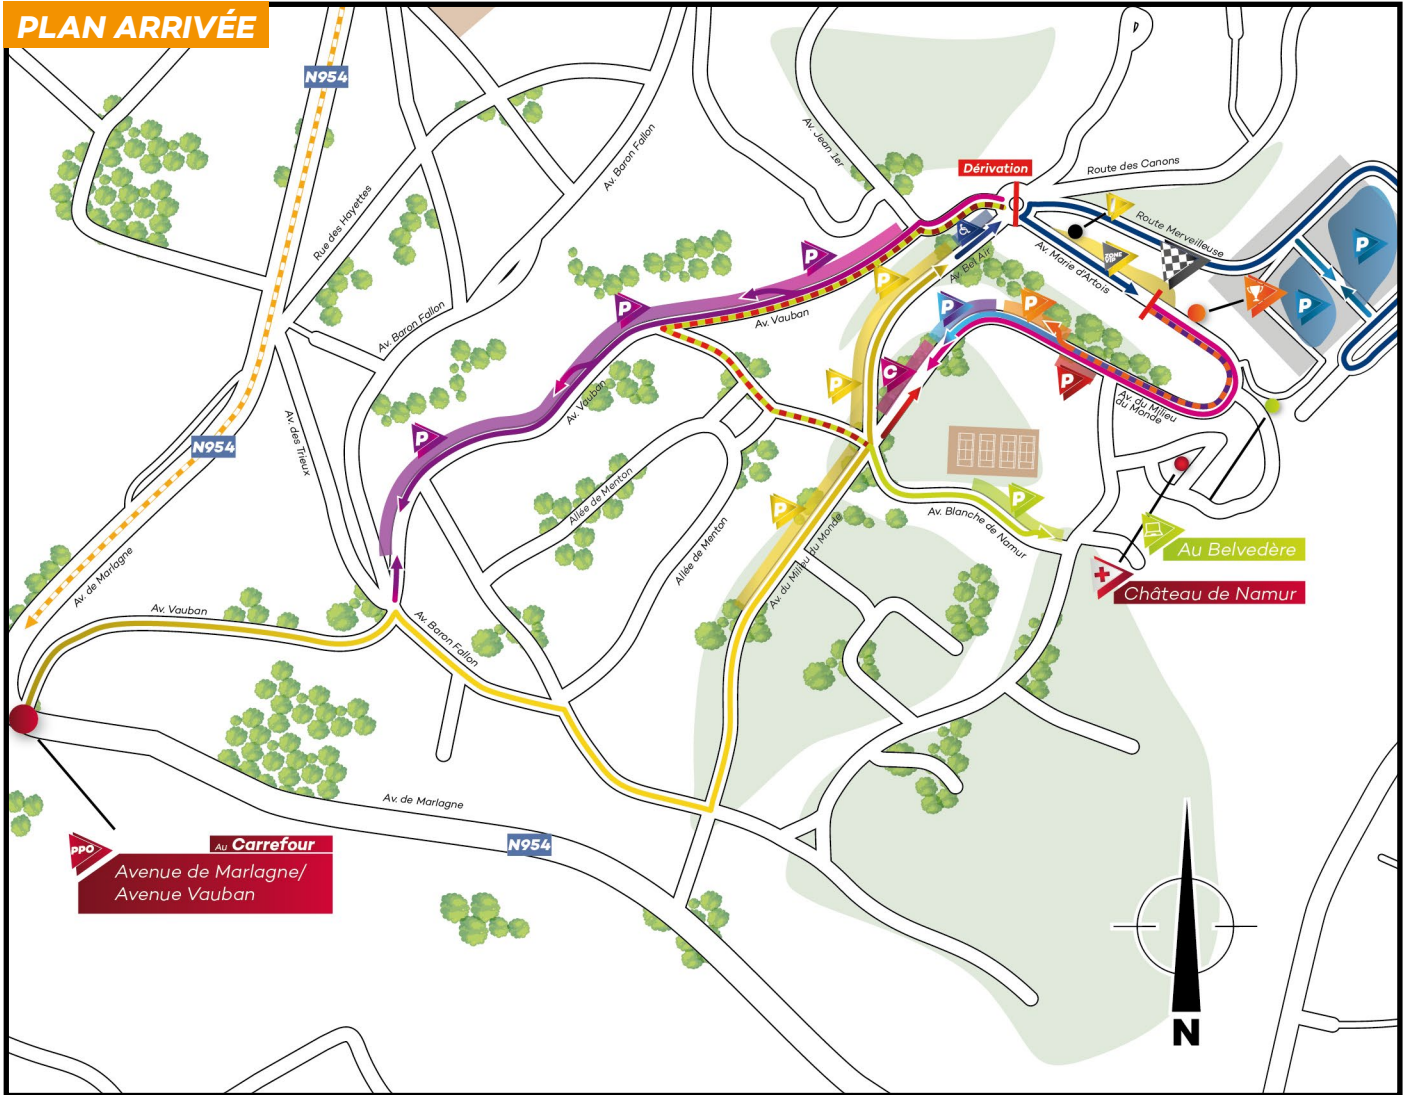 PLAN ARRIVÉE
N954
Av. Baron Fallon
Av. Jean 1er
Dérivation
Route des Canons
Rue des Hayettes
Route Merveilleuse
ZONE VIP
P
Av. Bel Air
Av. Marie d'Artois
P
P
P
P
P
P
Av. Vauban
Av. Baron Fallon
C
P
P
Av. Vauban
Av. du Milieu
du Monde
P
N954
Av. des Trieux
Allée de Menton
P
P
Av. Blanche de Namur
Allée de Menton
Av. du Milieu du Monde
Au Belvedère
Château de Namur
Av. de Marlagne
Av. Vauban
Av. Baron Fallon
Av. de Marlagne
N954
PPO
Au Carrefour
Avenue de Marlagne/
Avenue Vauban
N